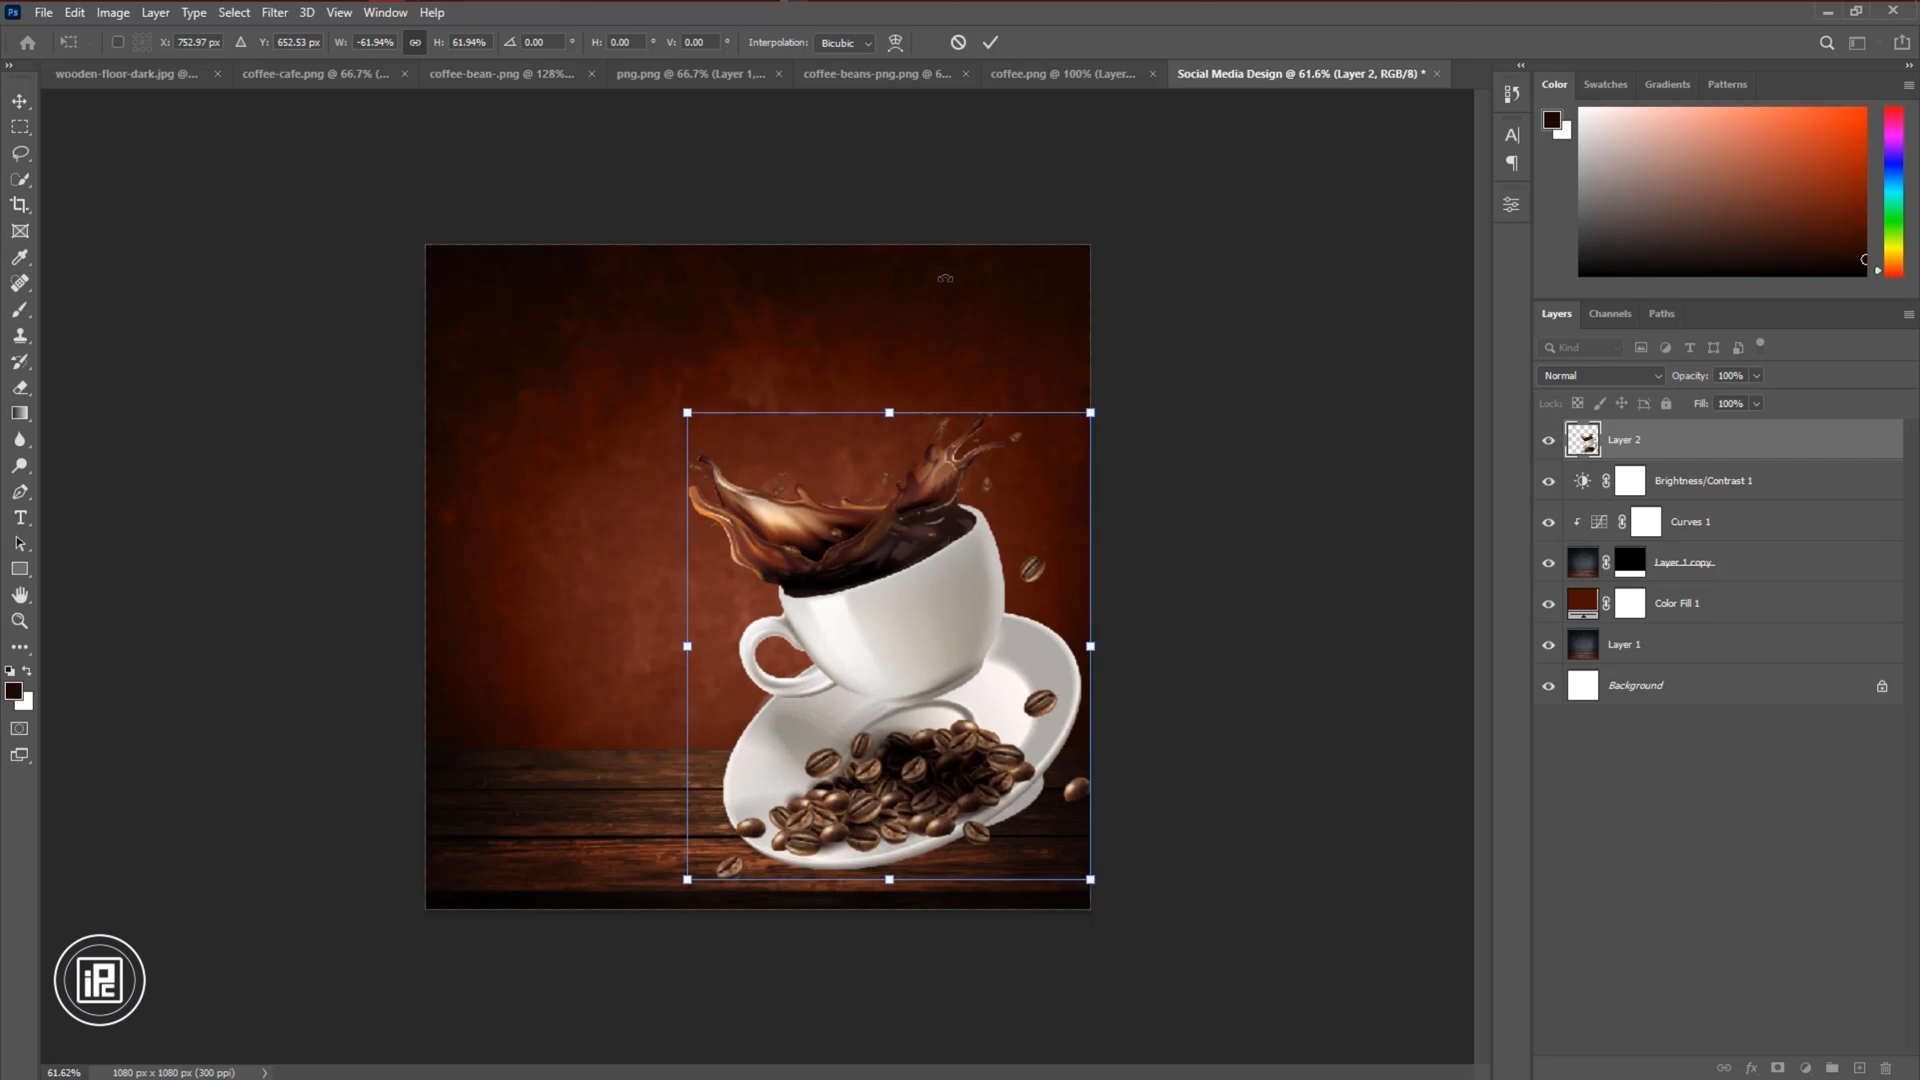 Ps File Edit Image Layer Type Select Filter 3D View Window Help
X: 752.97 px Y: 652.53 px W: -61.94% H: 61.94% 0.00 ° H: 0.00 ° V: 0.00 ° Interpolation: Bicubic
wooden-floor-dark.jpg @... × coffee-cafe.png @ 66.7% (... × coffee-bean-.png @ 128%... × png.png @ 66.7% (Layer 1,... × coffee-beans-png.png @ 6... × coffee.png @ 100% (Layer... × Social Media Design @ 61.6% (Layer 2, RGB/8) * ×
Color Swatches Gradients Patterns
Layers Channels Paths
Kind
Normal Opacity: 100%
Lock: Fill: 100%
Layer 2
Brightness/Contrast 1
Curves 1
Layer 1 copy
Color Fill 1
Layer 1
Background
iPC
61.62% 1080 px x 1080 px (300 ppi)